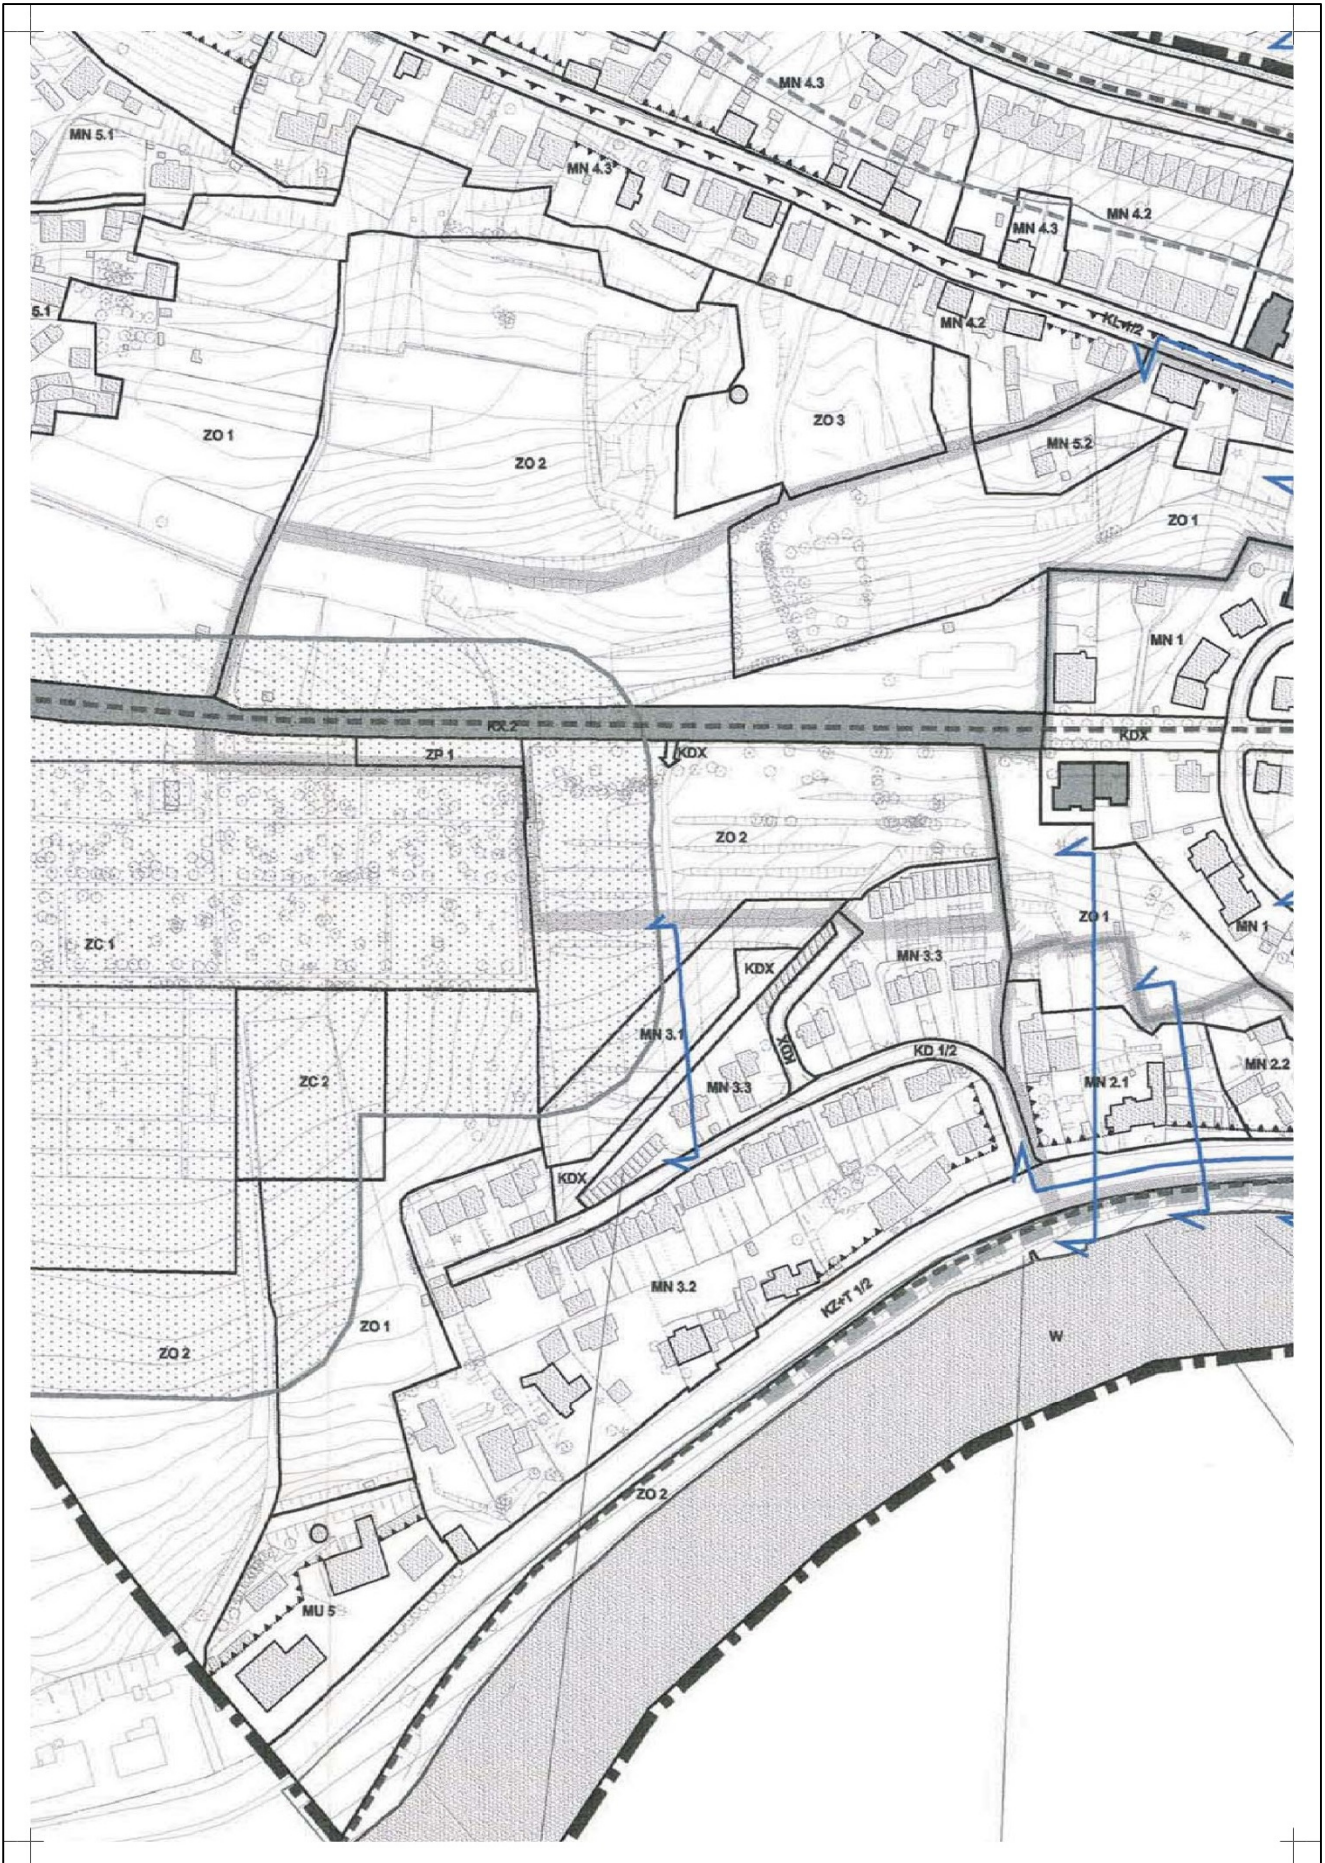 MN 4.3
MN 5.1
MN 4.3
MN 4.2
MN 4.3
5.1
MN 4.2
KL 1/2
ZO 3
ZO 1
MN 5.2
ZO 2
ZO 1
MN 1
KX 2
KDX
ZP 1
KDX
ZO 2
ZO 1
MN 1
ZC 1
MN 3.3
KDX
MN 3.1
KDX
KD 1/2
MN 2.2
ZC 2
MN 3.3
MN 2.1
KDX
MN 3.2
KZ+T 1/2
ZO 1
W
ZO 2
ZO 2
MU 5